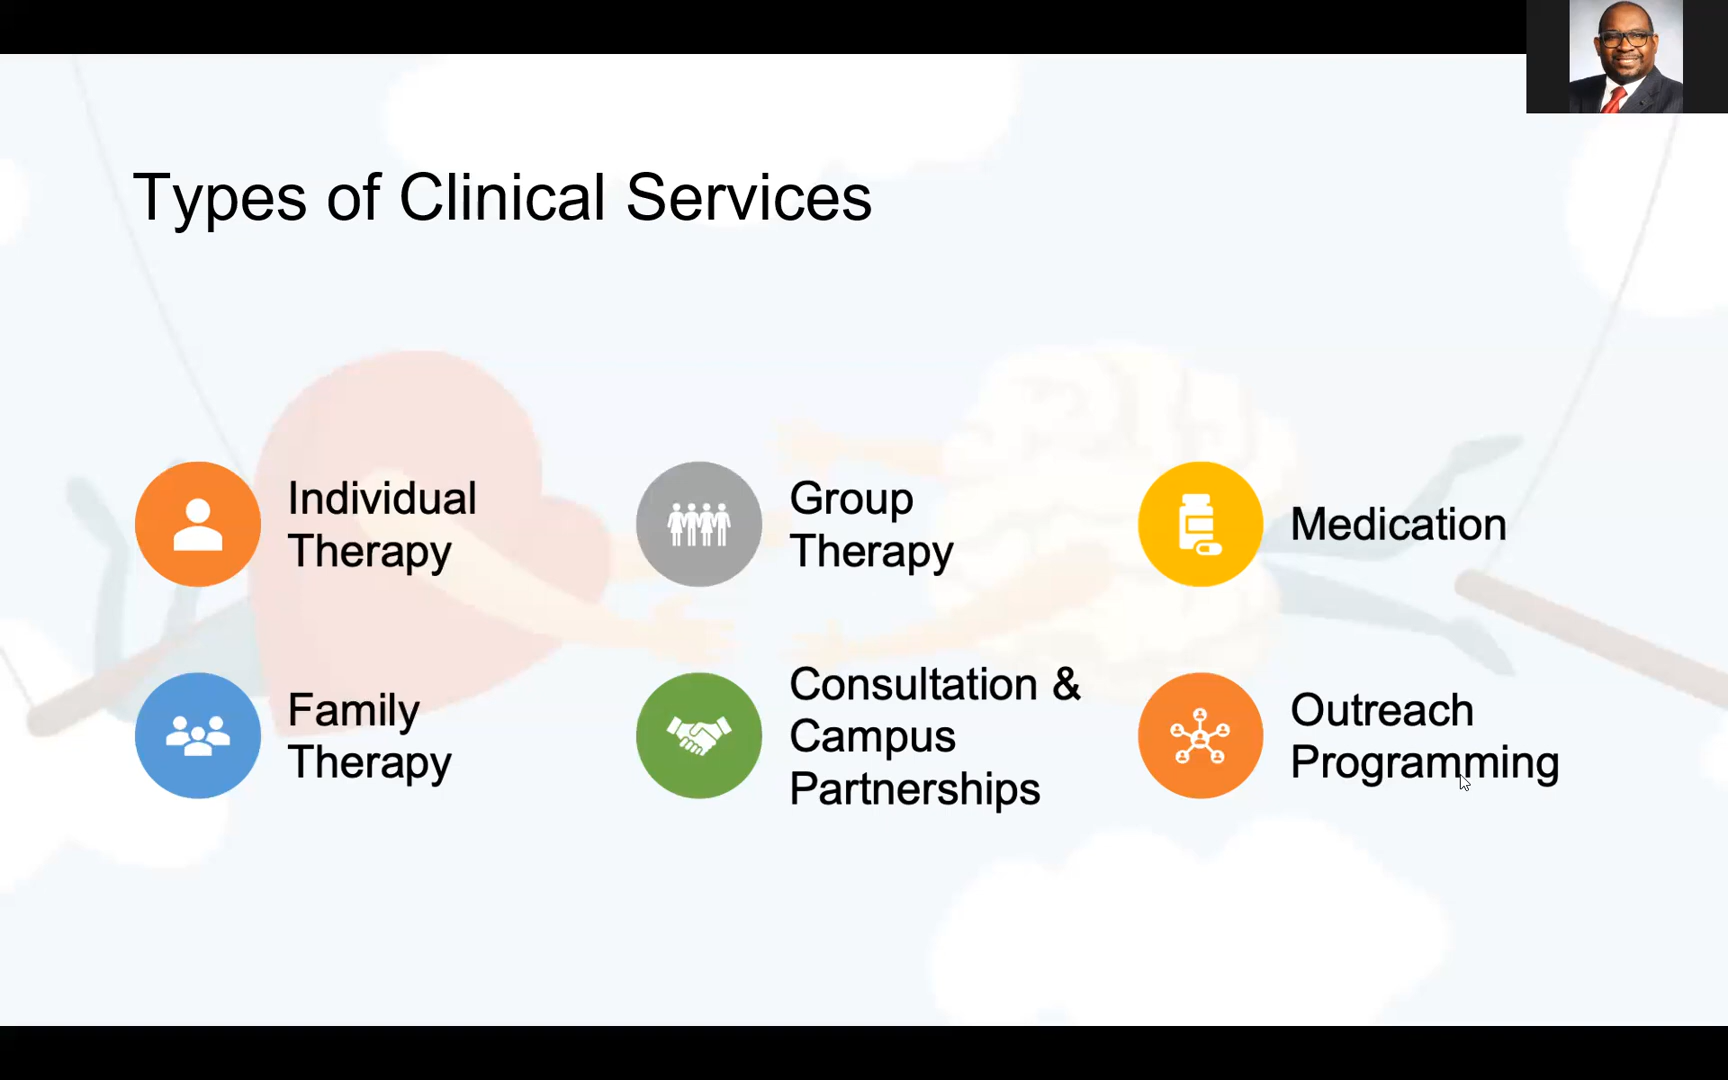 Types of Clinical Services
Individual
Therapy
Group
Therapy
Medication
Family
Therapy
Consultation &
Campus
Partnerships
Outreach
Programming